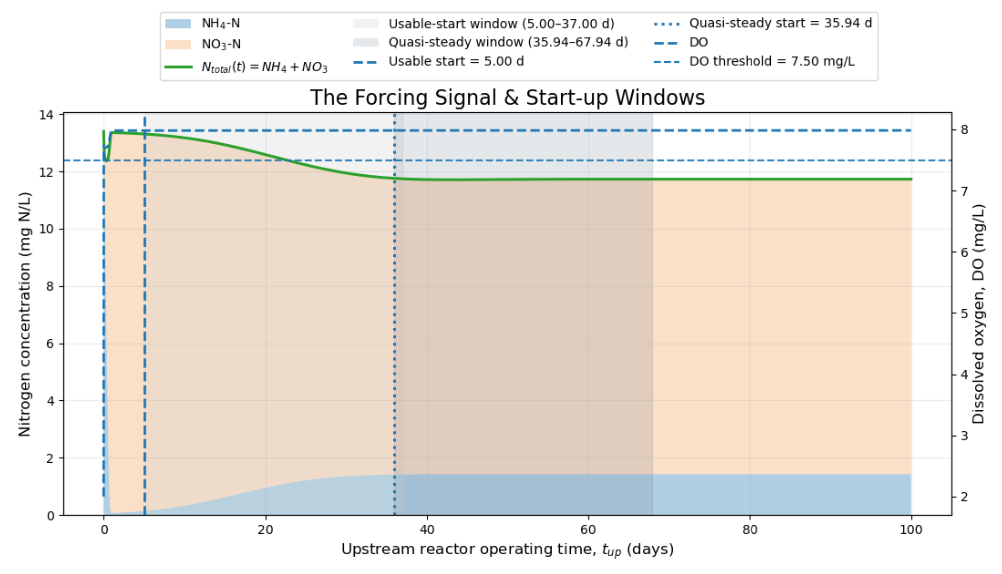 NH₄-N
NO₃-N
N_total(t) = NH₄ + NO₃
Usable-start window (5.00–37.00 d)
Quasi-steady window (35.94–67.94 d)
Usable start = 5.00 d
Quasi-steady start = 35.94 d
DO
DO threshold = 7.50 mg/L
The Forcing Signal & Start-up Windows
Nitrogen concentration (mg N/L)
14
12
10
8
6
4
2
0
0
20
40
60
80
100
Upstream reactor operating time, t_up (days)
8
7
6
5
4
3
2
Dissolved oxygen, DO (mg/L)